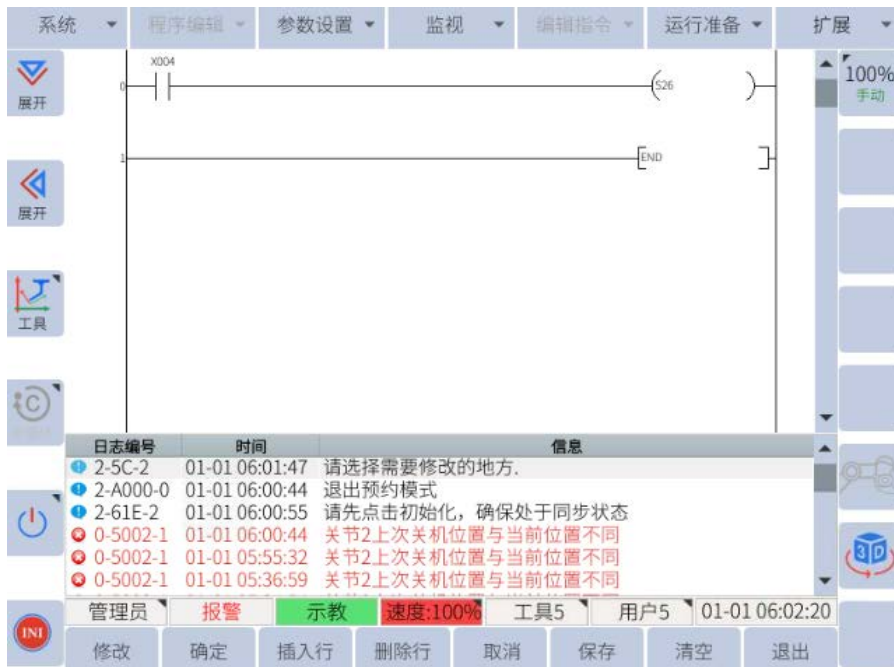 系统 程序编辑 参数设置 监视 编辑指令 运行准备 扩展
展开
展开
工具
INI
X004
0
S26
1
END
100%
手动
3D
日志编号 时间 信息
2-5C-2 01-01 06:01:47 请选择需要修改的地方.
2-A000-0 01-01 06:00:44 退出预约模式
2-61E-2 01-01 06:00:55 请先点击初始化，确保处于同步状态
0-5002-1 01-01 06:00:44 关节2上次关机位置与当前位置不同
0-5002-1 01-01 05:55:32 关节2上次关机位置与当前位置不同
0-5002-1 01-01 05:36:59 关节2上次关机位置与当前位置不同
管理员 报警 示教 速度:100% 工具5 用户5 01-01 06:02:20
修改 确定 插入行 删除行 取消 保存 清空 退出